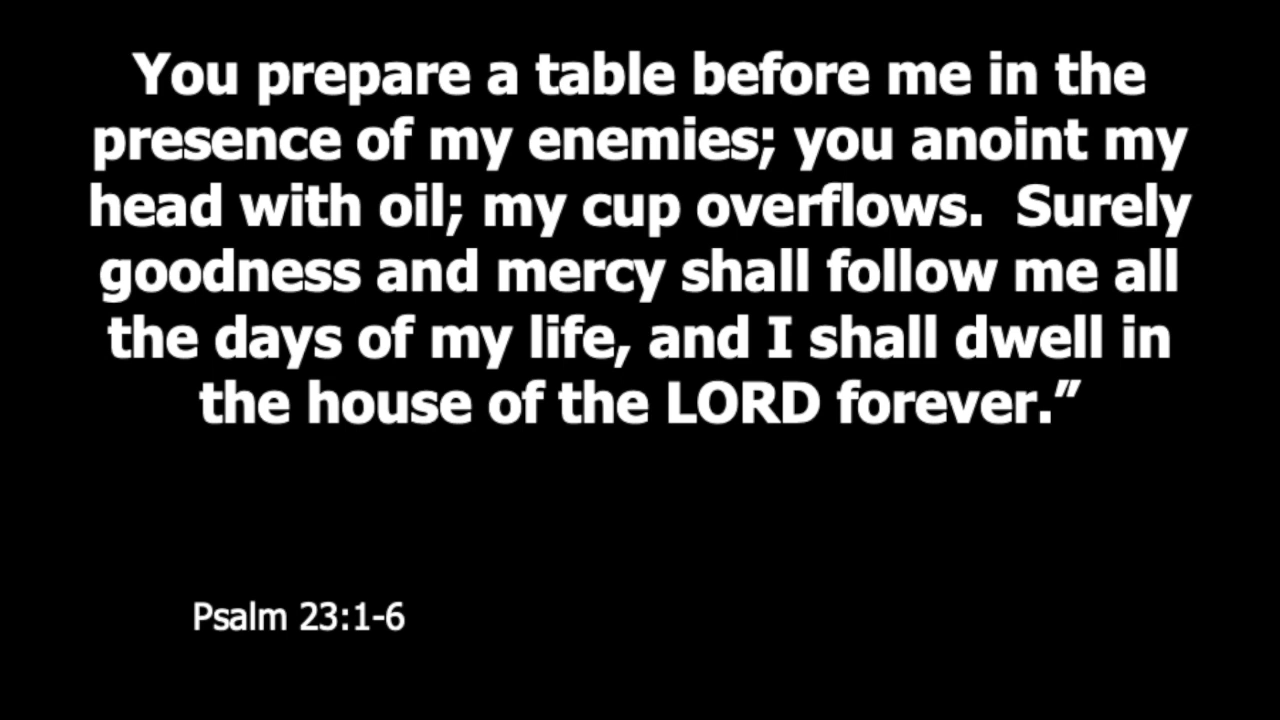 You prepare a table before me in the
presence of my enemies; you anoint my
head with oil; my cup overflows.  Surely
goodness and mercy shall follow me all
the days of my life, and I shall dwell in
the house of the LORD forever.”
Psalm 23:1-6